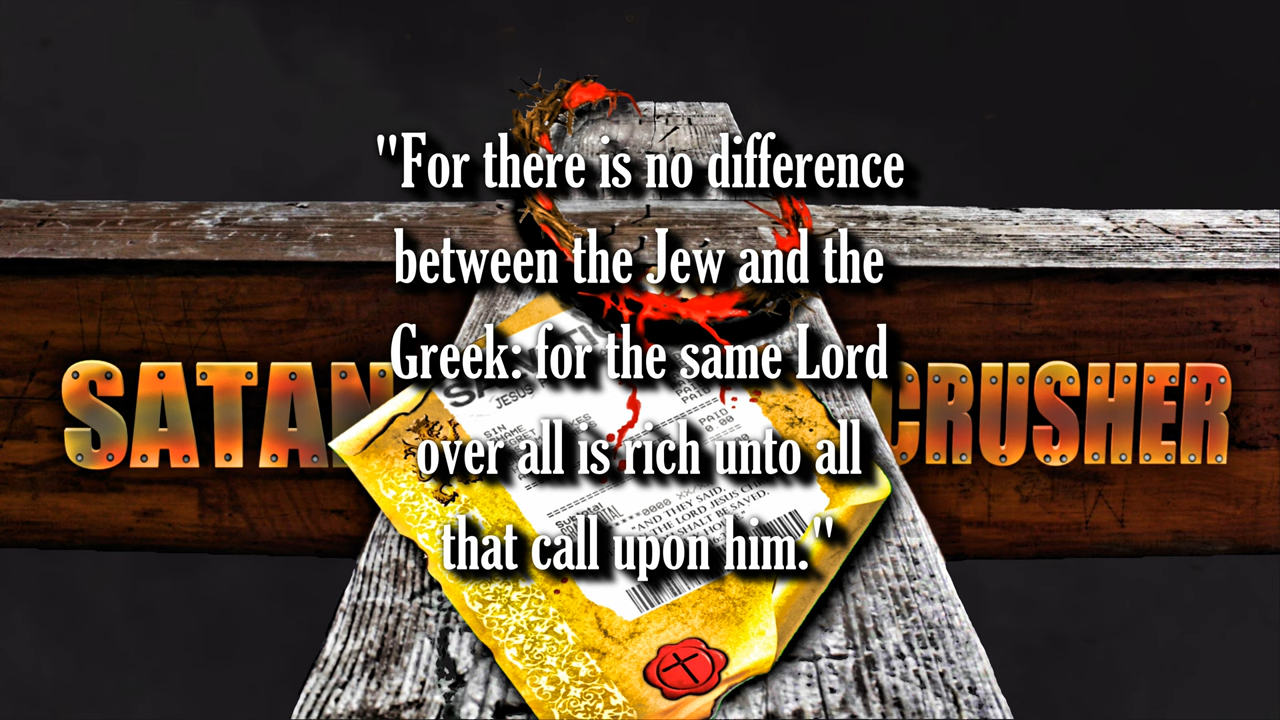 "For there is no difference
between the Jew and the
Greek: for the same Lord
over all is rich unto all
that call upon him."
SATAN CRUSHER
JESUS
SIN
PAID
PAID
0.00
Subtotal
TOTAL
****0000
"AND THEY SAID,
THE LORD JESUS
SHALT BE SAVED,